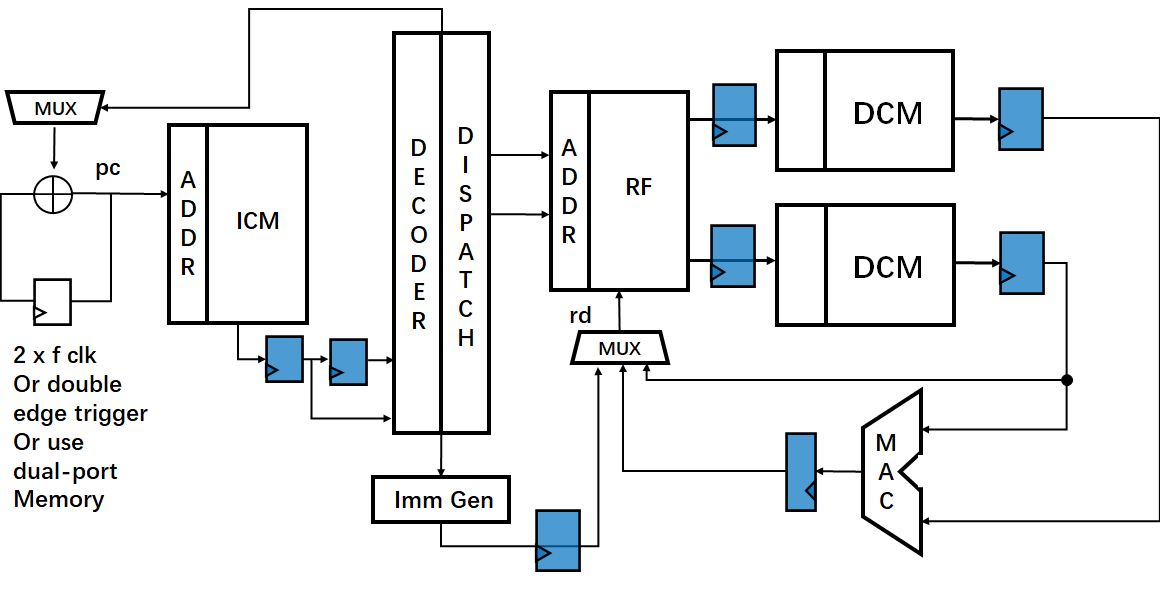 MUX
pc
ADDR
ICM
DECODER
DISPATCH
ADDR
RF
DCM
DCM
rd
MUX
2 x f clk
Or double
edge trigger
Or use
dual-port
Memory
Imm Gen
MAC